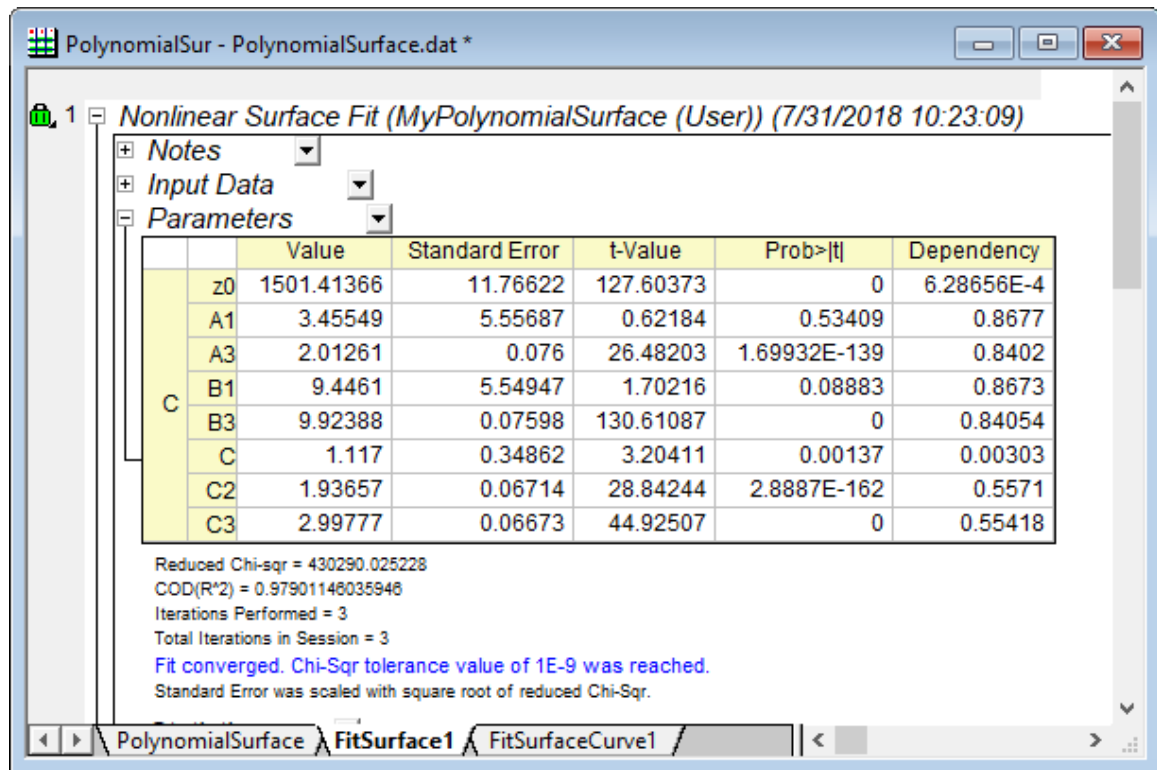 PolynomialSur - PolynomialSurface.dat *
1 Nonlinear Surface Fit (MyPolynomialSurface (User)) (7/31/2018 10:23:09)
Notes
Input Data
Parameters
Value Standard Error t-Value Prob>|t| Dependency
z0 1501.41366 11.76622 127.60373 0 6.28656E-4
A1 3.45549 5.55687 0.62184 0.53409 0.8677
A3 2.01261 0.076 26.48203 1.69932E-139 0.8402
B1 9.4461 5.54947 1.70216 0.08883 0.8673
C
B3 9.92388 0.07598 130.61087 0 0.84054
C 1.117 0.34862 3.20411 0.00137 0.00303
C2 1.93657 0.06714 28.84244 2.8887E-162 0.5571
C3 2.99777 0.06673 44.92507 0 0.55418
Reduced Chi-sqr = 430290.025228
COD(R^2) = 0.97901146035946
Iterations Performed = 3
Total Iterations in Session = 3
Fit converged. Chi-Sqr tolerance value of 1E-9 was reached.
Standard Error was scaled with square root of reduced Chi-Sqr.
PolynomialSurface FitSurface1 FitSurfaceCurve1